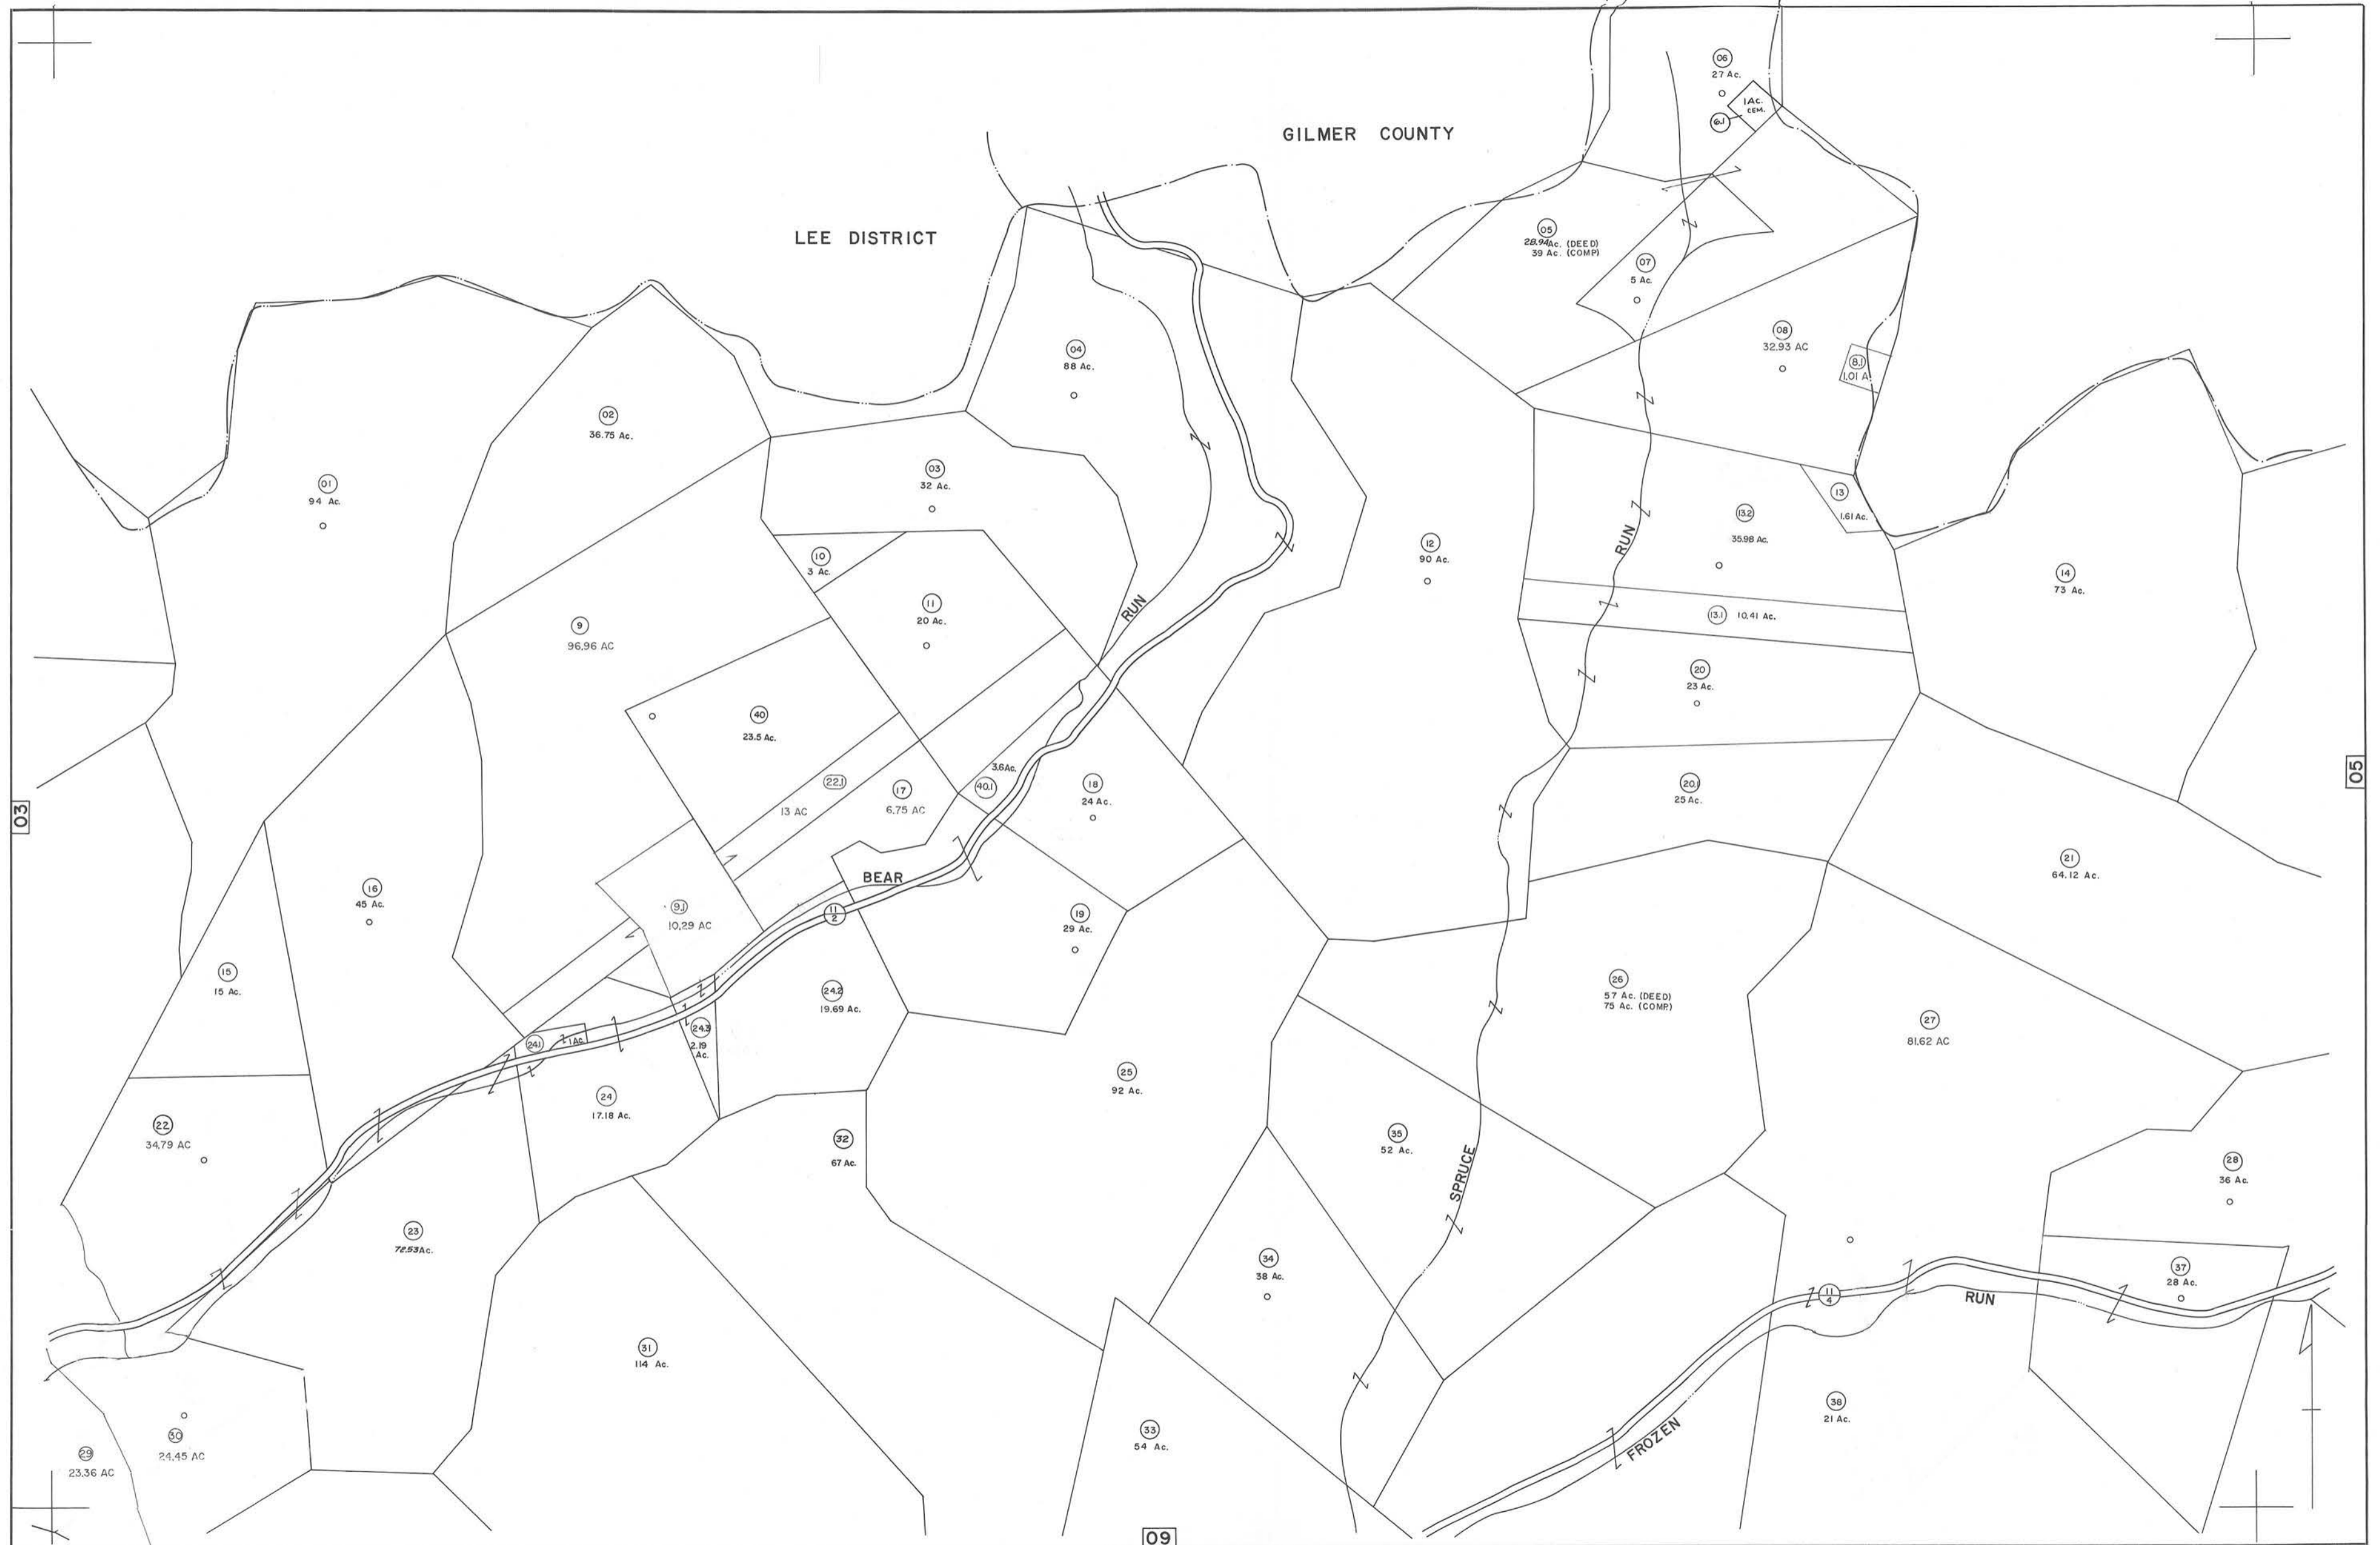 06
27 Ac.
1 AC.
CEM.
6.1
GILMER COUNTY
LEE DISTRICT
05
28.94 Ac. (DEED)
39 Ac. (COMP)
07
5 Ac.
08
32.93 AC
8.1
1.01 A
04
88 Ac.
02
36.75 Ac.
03
32 Ac.
01
94 Ac.
13
1.61 Ac.
13.2
35.98 Ac.
12
90 Ac.
RUN
10
3 Ac.
14
73 Ac.
11
20 Ac.
RUN
13.1 10.41 Ac.
9
96.96 AC
20
23 Ac.
40
23.5 Ac.
3.6 Ac.
40.1
22.1
13 AC
17
6.75 AC
18
24 Ac.
20.1
25 Ac.
05
03
21
64.12 Ac.
BEAR
16
45 Ac.
9.1
10.29 AC
11
2
19
29 Ac.
15
15 Ac.
24.2
19.69 Ac.
26
57 Ac. (DEED)
75 Ac. (COMP.)
27
81.62 AC
24.1
1 Ac.
24.3
2.19
Ac.
25
92 Ac.
24
17.18 Ac.
22
34.79 AC
32
67 Ac.
35
52 Ac.
SPRUCE
28
36 Ac.
23
72.53 Ac.
34
38 Ac.
37
28 Ac.
11
4
RUN
31
114 Ac.
38
21 Ac.
30
24.45 AC
29
23.36 AC
33
54 Ac.
FROZEN
09